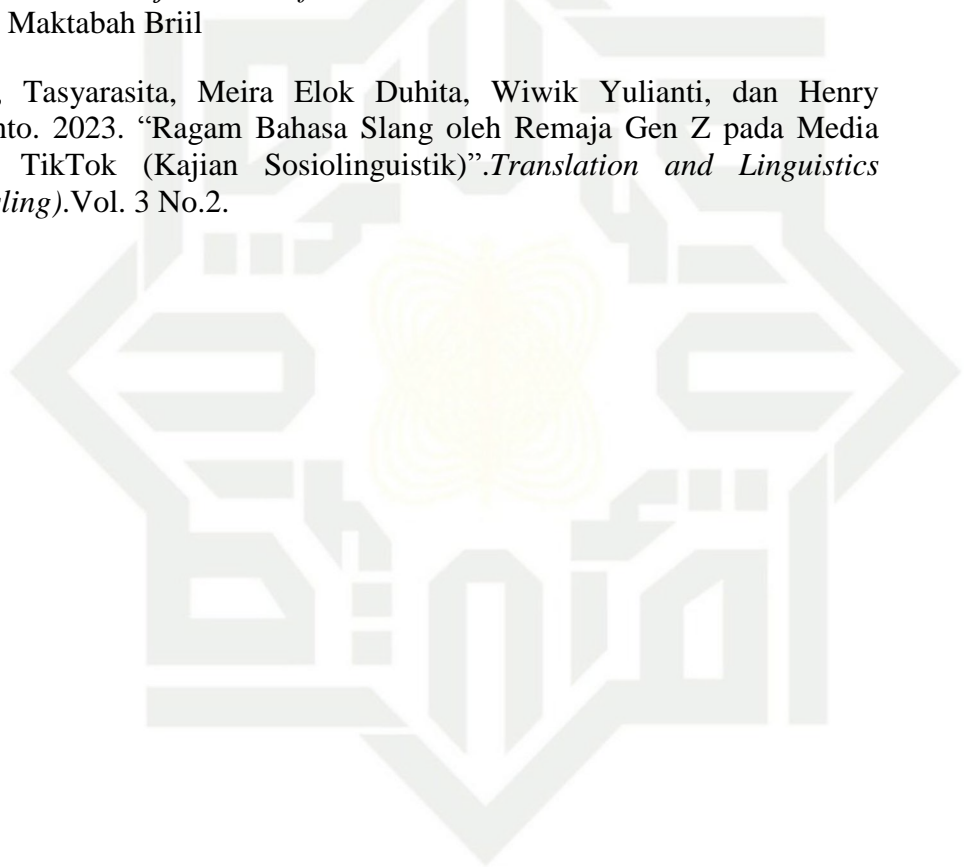 Maktabah Briil
, Tasyarasita, Meira Elok Duhita, Wiwik Yulianti, dan Henry
nto. 2023. “Ragam Bahasa Slang oleh Remaja Gen Z pada Media
TikTok (Kajian Sosiolinguistik)”.Translation and Linguistics
ling).Vol. 3 No.2.